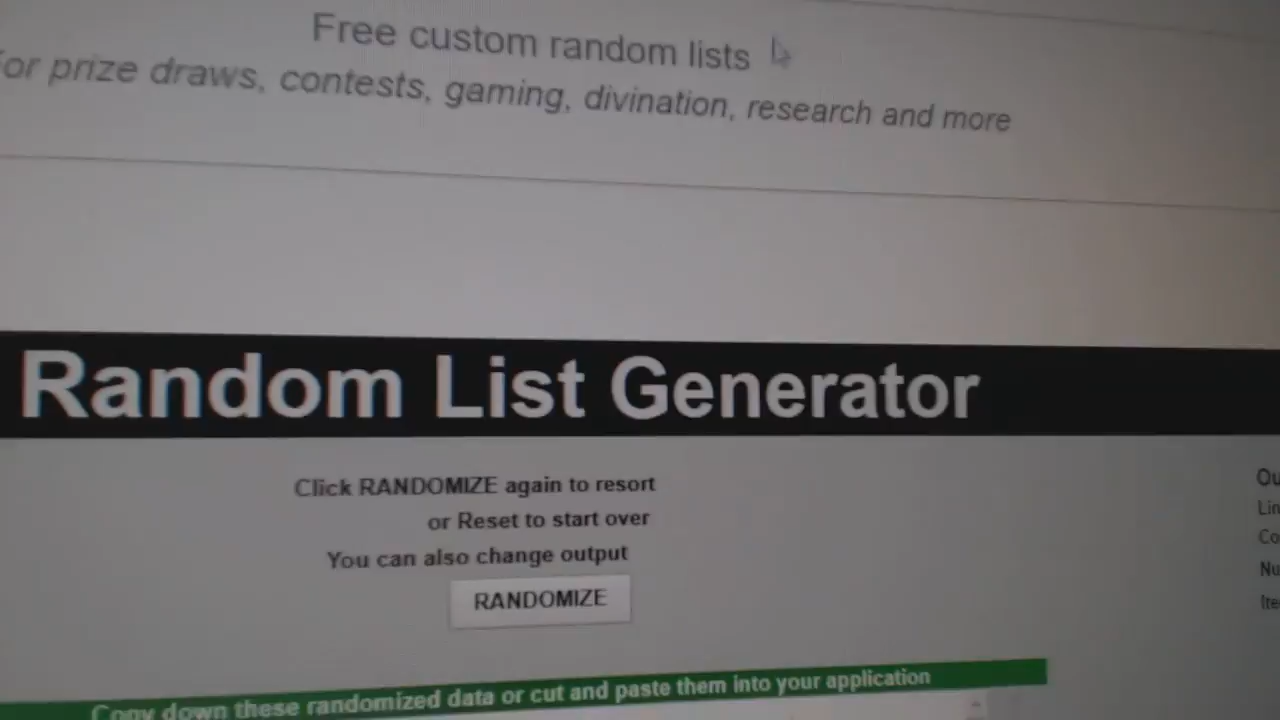 Free custom random lists
for prize draws, contests, gaming, divination, research and more
Random List Generator
Click RANDOMIZE again to resort
or Reset to start over
You can also change output
RANDOMIZE
Copy down these randomized data or cut and paste them into your application